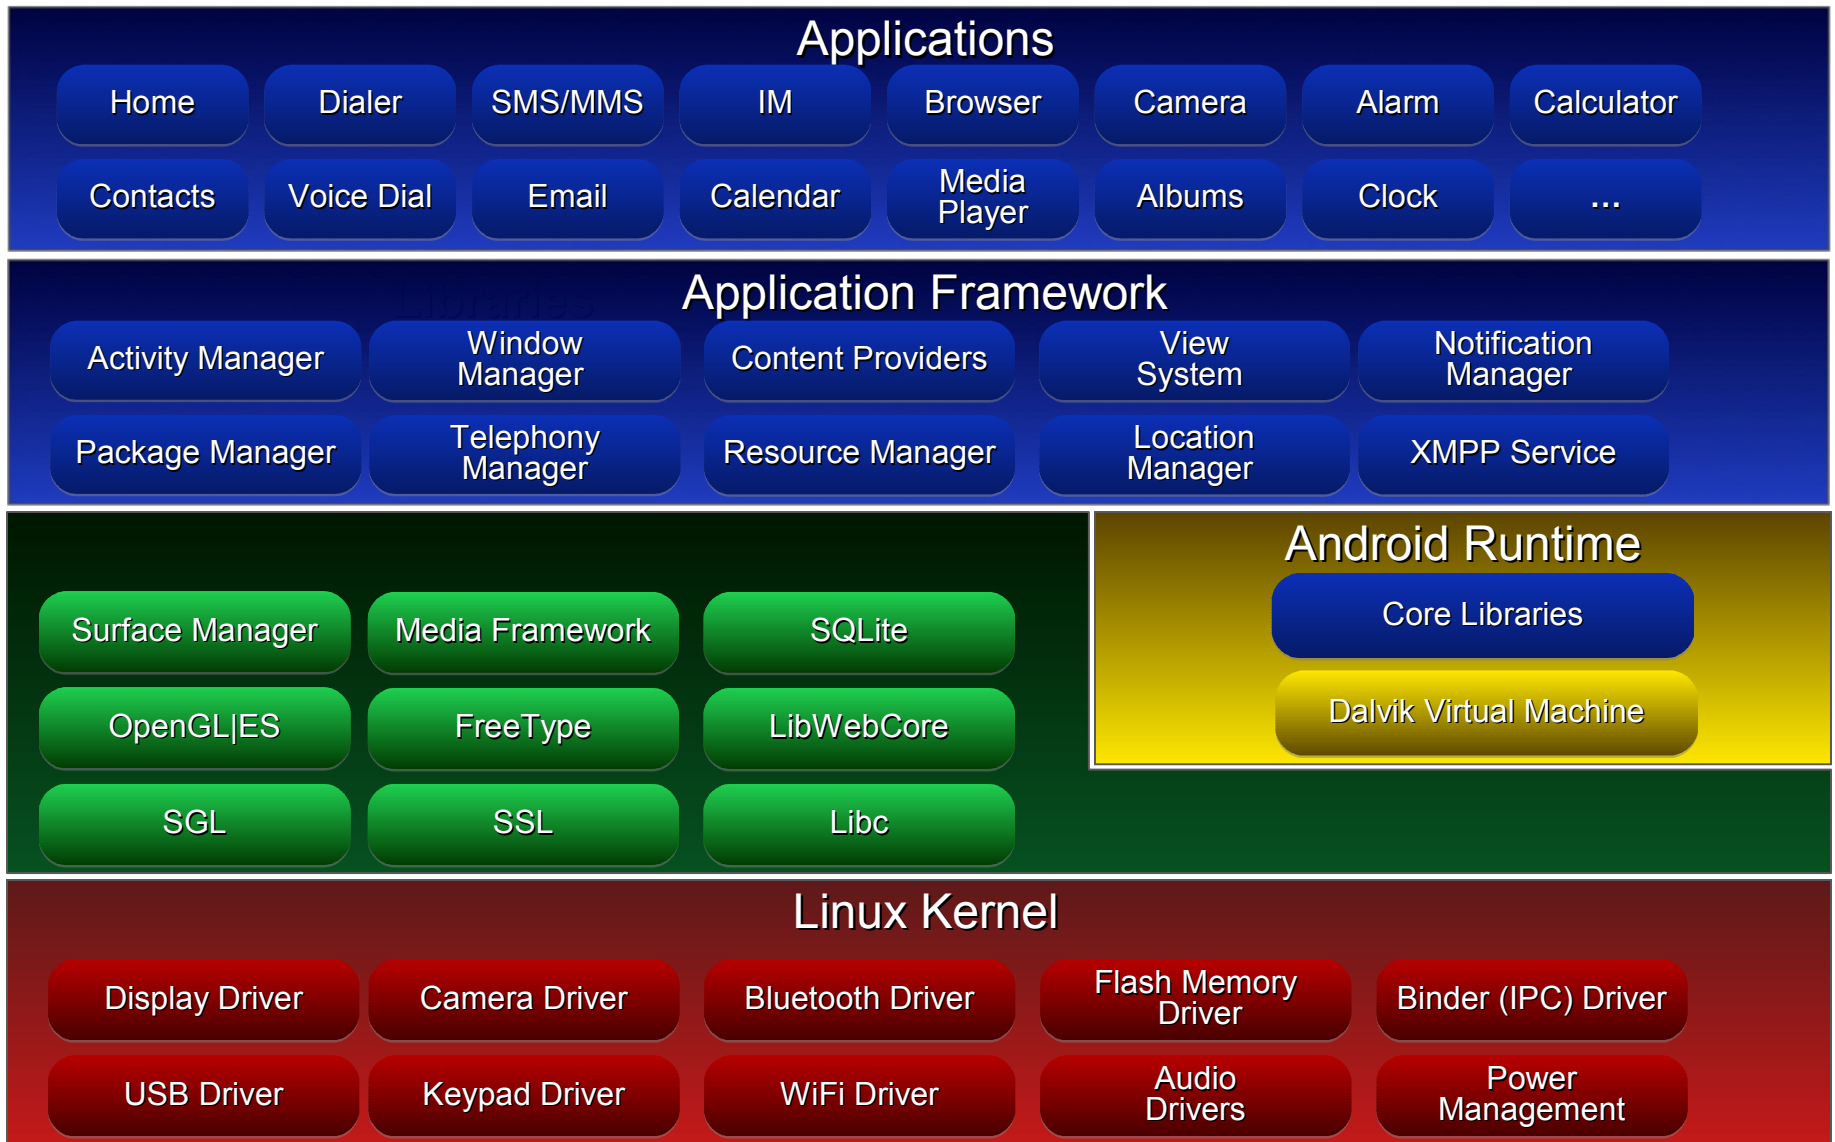 Applications
Home
Dialer
SMS/MMS
IM
Browser
Camera
Alarm
Calculator
Contacts
Voice Dial
Email
Calendar
Media
Player
Albums
Clock
...
Libraries
Application Framework
Activity Manager
Window
Manager
Content Providers
View
System
Notification
Manager
Package Manager
Telephony
Manager
Resource Manager
Location
Manager
XMPP Service
Surface Manager
Media Framework
SQLite
OpenGL|ES
FreeType
LibWebCore
SGL
SSL
Libc
Android Runtime
Core Libraries
Dalvik Virtual Machine
Linux Kernel
Display Driver
Camera Driver
Bluetooth Driver
Flash Memory
Driver
Binder (IPC) Driver
USB Driver
Keypad Driver
WiFi Driver
Audio
Drivers
Power
Management